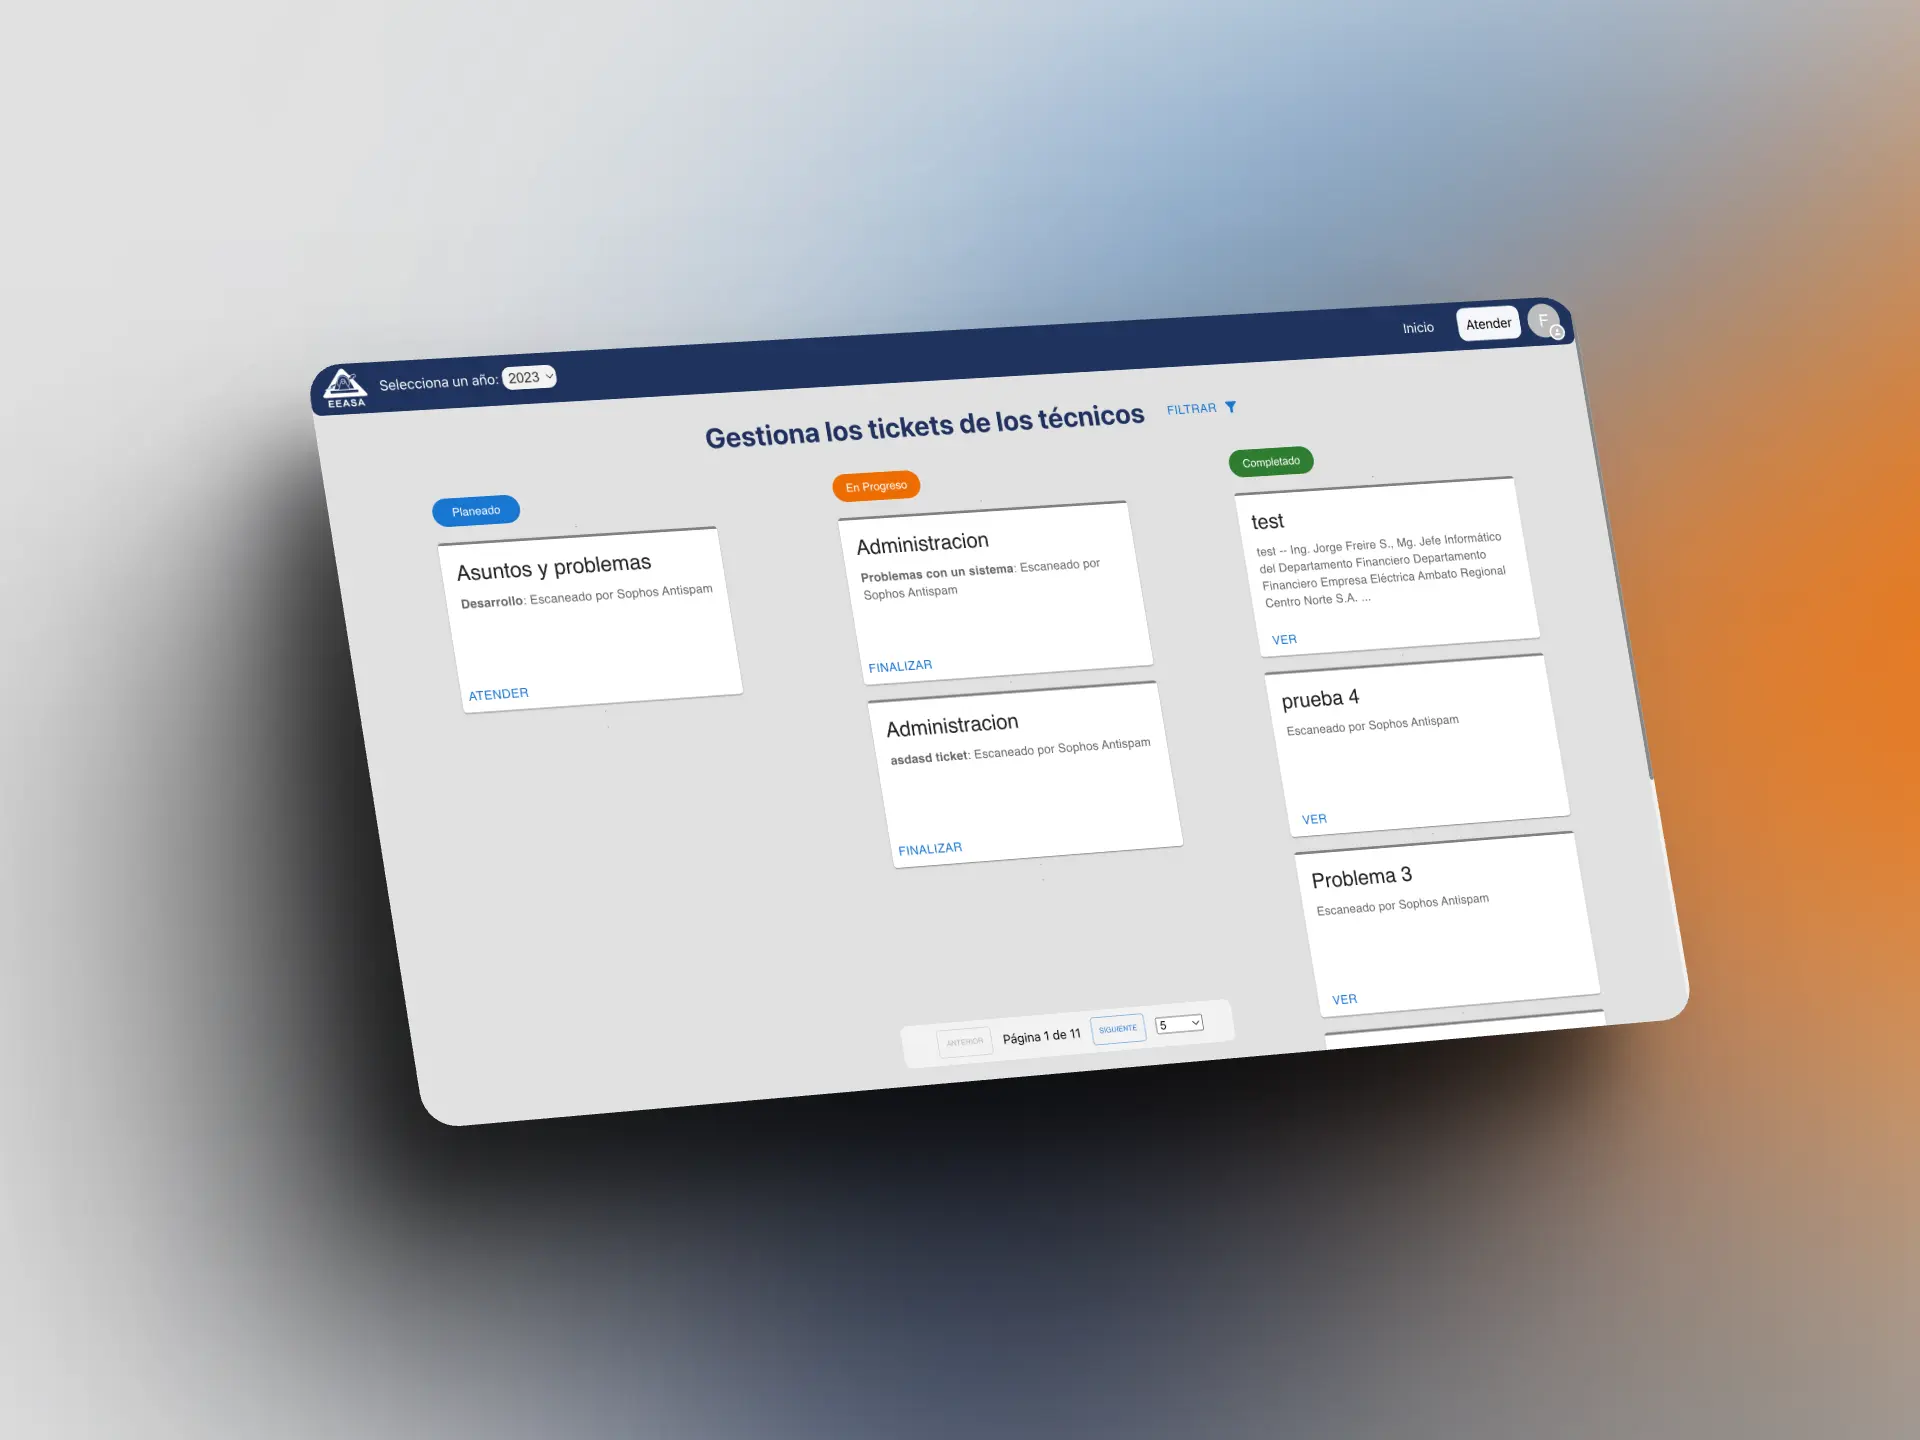 EEASA
Selecciona un año: 2023
Inicio
Atender
F
Gestiona los tickets de los técnicos
FILTRAR
Planeado
Asuntos y problemas
Desarrollo: Escaneado por Sophos Antispam
ATENDER
En Progreso
Administracion
Problemas con un sistema: Escaneado por
Sophos Antispam
FINALIZAR
Administracion
asdasd ticket: Escaneado por Sophos Antispam
FINALIZAR
Completado
test
test -- Ing. Jorge Freire S., Mg. Jefe Informático
del Departamento Financiero Departamento
Financiero Empresa Eléctrica Ambato Regional
Centro Norte S.A. ...
VER
prueba 4
Escaneado por Sophos Antispam
VER
Problema 3
Escaneado por Sophos Antispam
VER
ANTERIOR
Página 1 de 11
SIGUIENTE
5